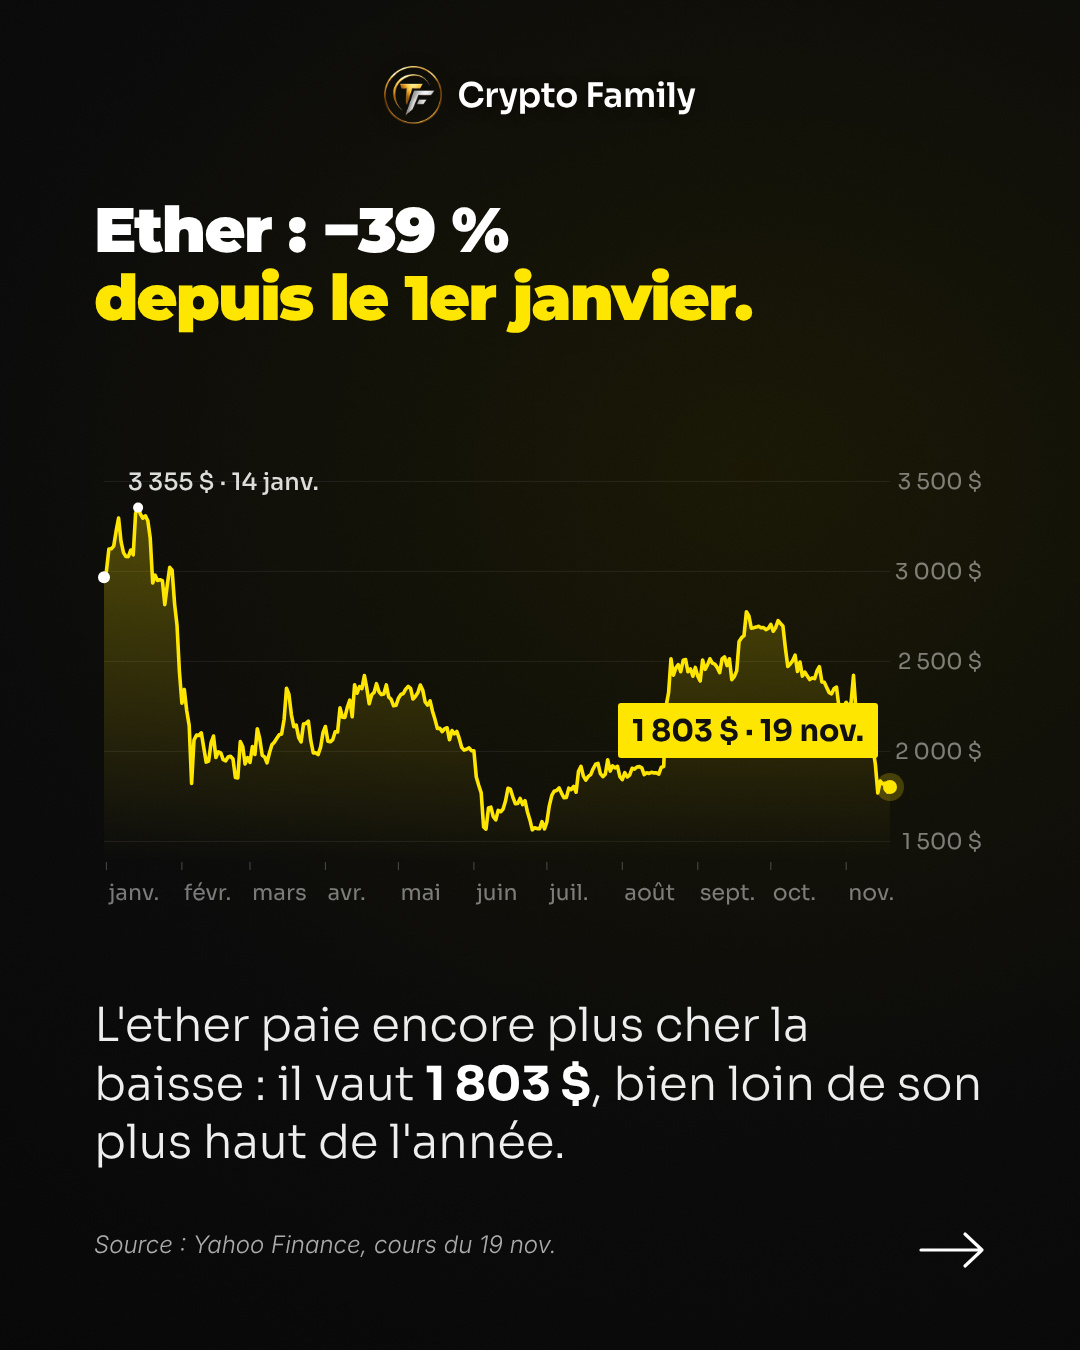 TF Crypto Family
Ether : −39 %
depuis le 1er janvier.
3 355 $ · 14 janv.
3 500 $
3 000 $
2 500 $
1 803 $ · 19 nov.
2 000 $
1 500 $
janv. févr. mars avr. mai juin juil. août sept. oct. nov.
L'ether paie encore plus cher la
baisse : il vaut 1 803 $, bien loin de son
plus haut de l'année.
Source : Yahoo Finance, cours du 19 nov.